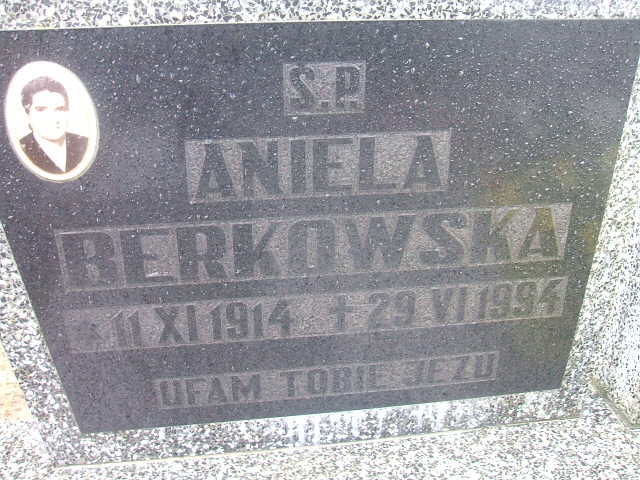 S.P.
ANIELA
BERKOWSKA
* 11 XI 1914 + 29 VI 1994
UFAM TOBIE JEZU